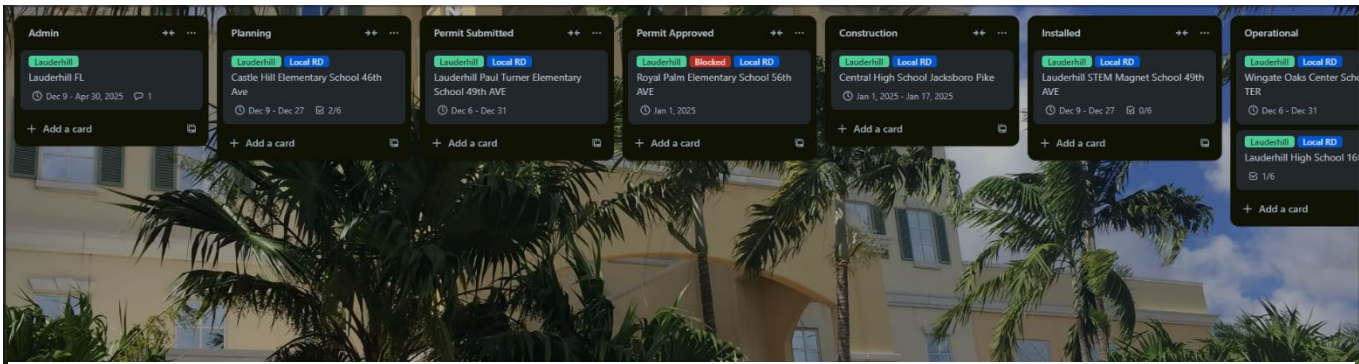 Admin
Lauderhill
Lauderhill FL
Dec 9 - Apr 30, 2025 1
+ Add a card
Planning
Lauderhill Local RD
Castle Hill Elementary School 46th
Ave
Dec 9 - Dec 27 2/6
+ Add a card
Permit Submitted
Lauderhill Local RD
Lauderhill Paul Turner Elementary
School 49th AVE
Dec 6 - Dec 31
+ Add a card
Permit Approved
Lauderhill Blocked Local RD
Royal Palm Elementary School 56th
AVE
Jan 1, 2025
+ Add a card
Construction
Lauderhill Local RD
Central High School Jacksboro Pike
Jan 1, 2025 - Jan 17, 2025
+ Add a card
Installed
Lauderhill Local RD
Lauderhill STEM Magnet School 49th
AVE
Dec 9 - Dec 27 0/6
+ Add a card
Operational
Lauderhill Local RD
Wingate Oaks Center
TER
Dec 6 - Dec 31
Lauderhill Local RD
Lauderhill High School
1/6
+ Add a card